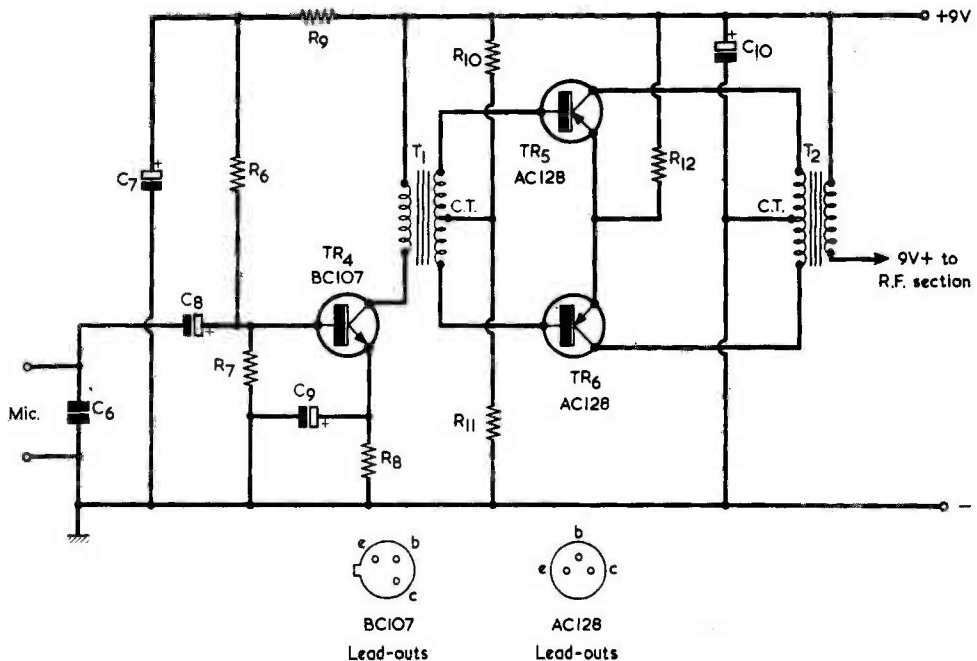 +9V
R9
R10
C10
+
C7
+
R6
T1
TR5
AC128
R12
T2
C.T.
C.T.
TR4
BC107
9V+ to
R.F. section
C8
+
R7
C9
+
TR6
AC128
Mic.
C6
R8
R11
−
e b
c
b
e c
BC107
Lead-outs
AC128
Lead-outs